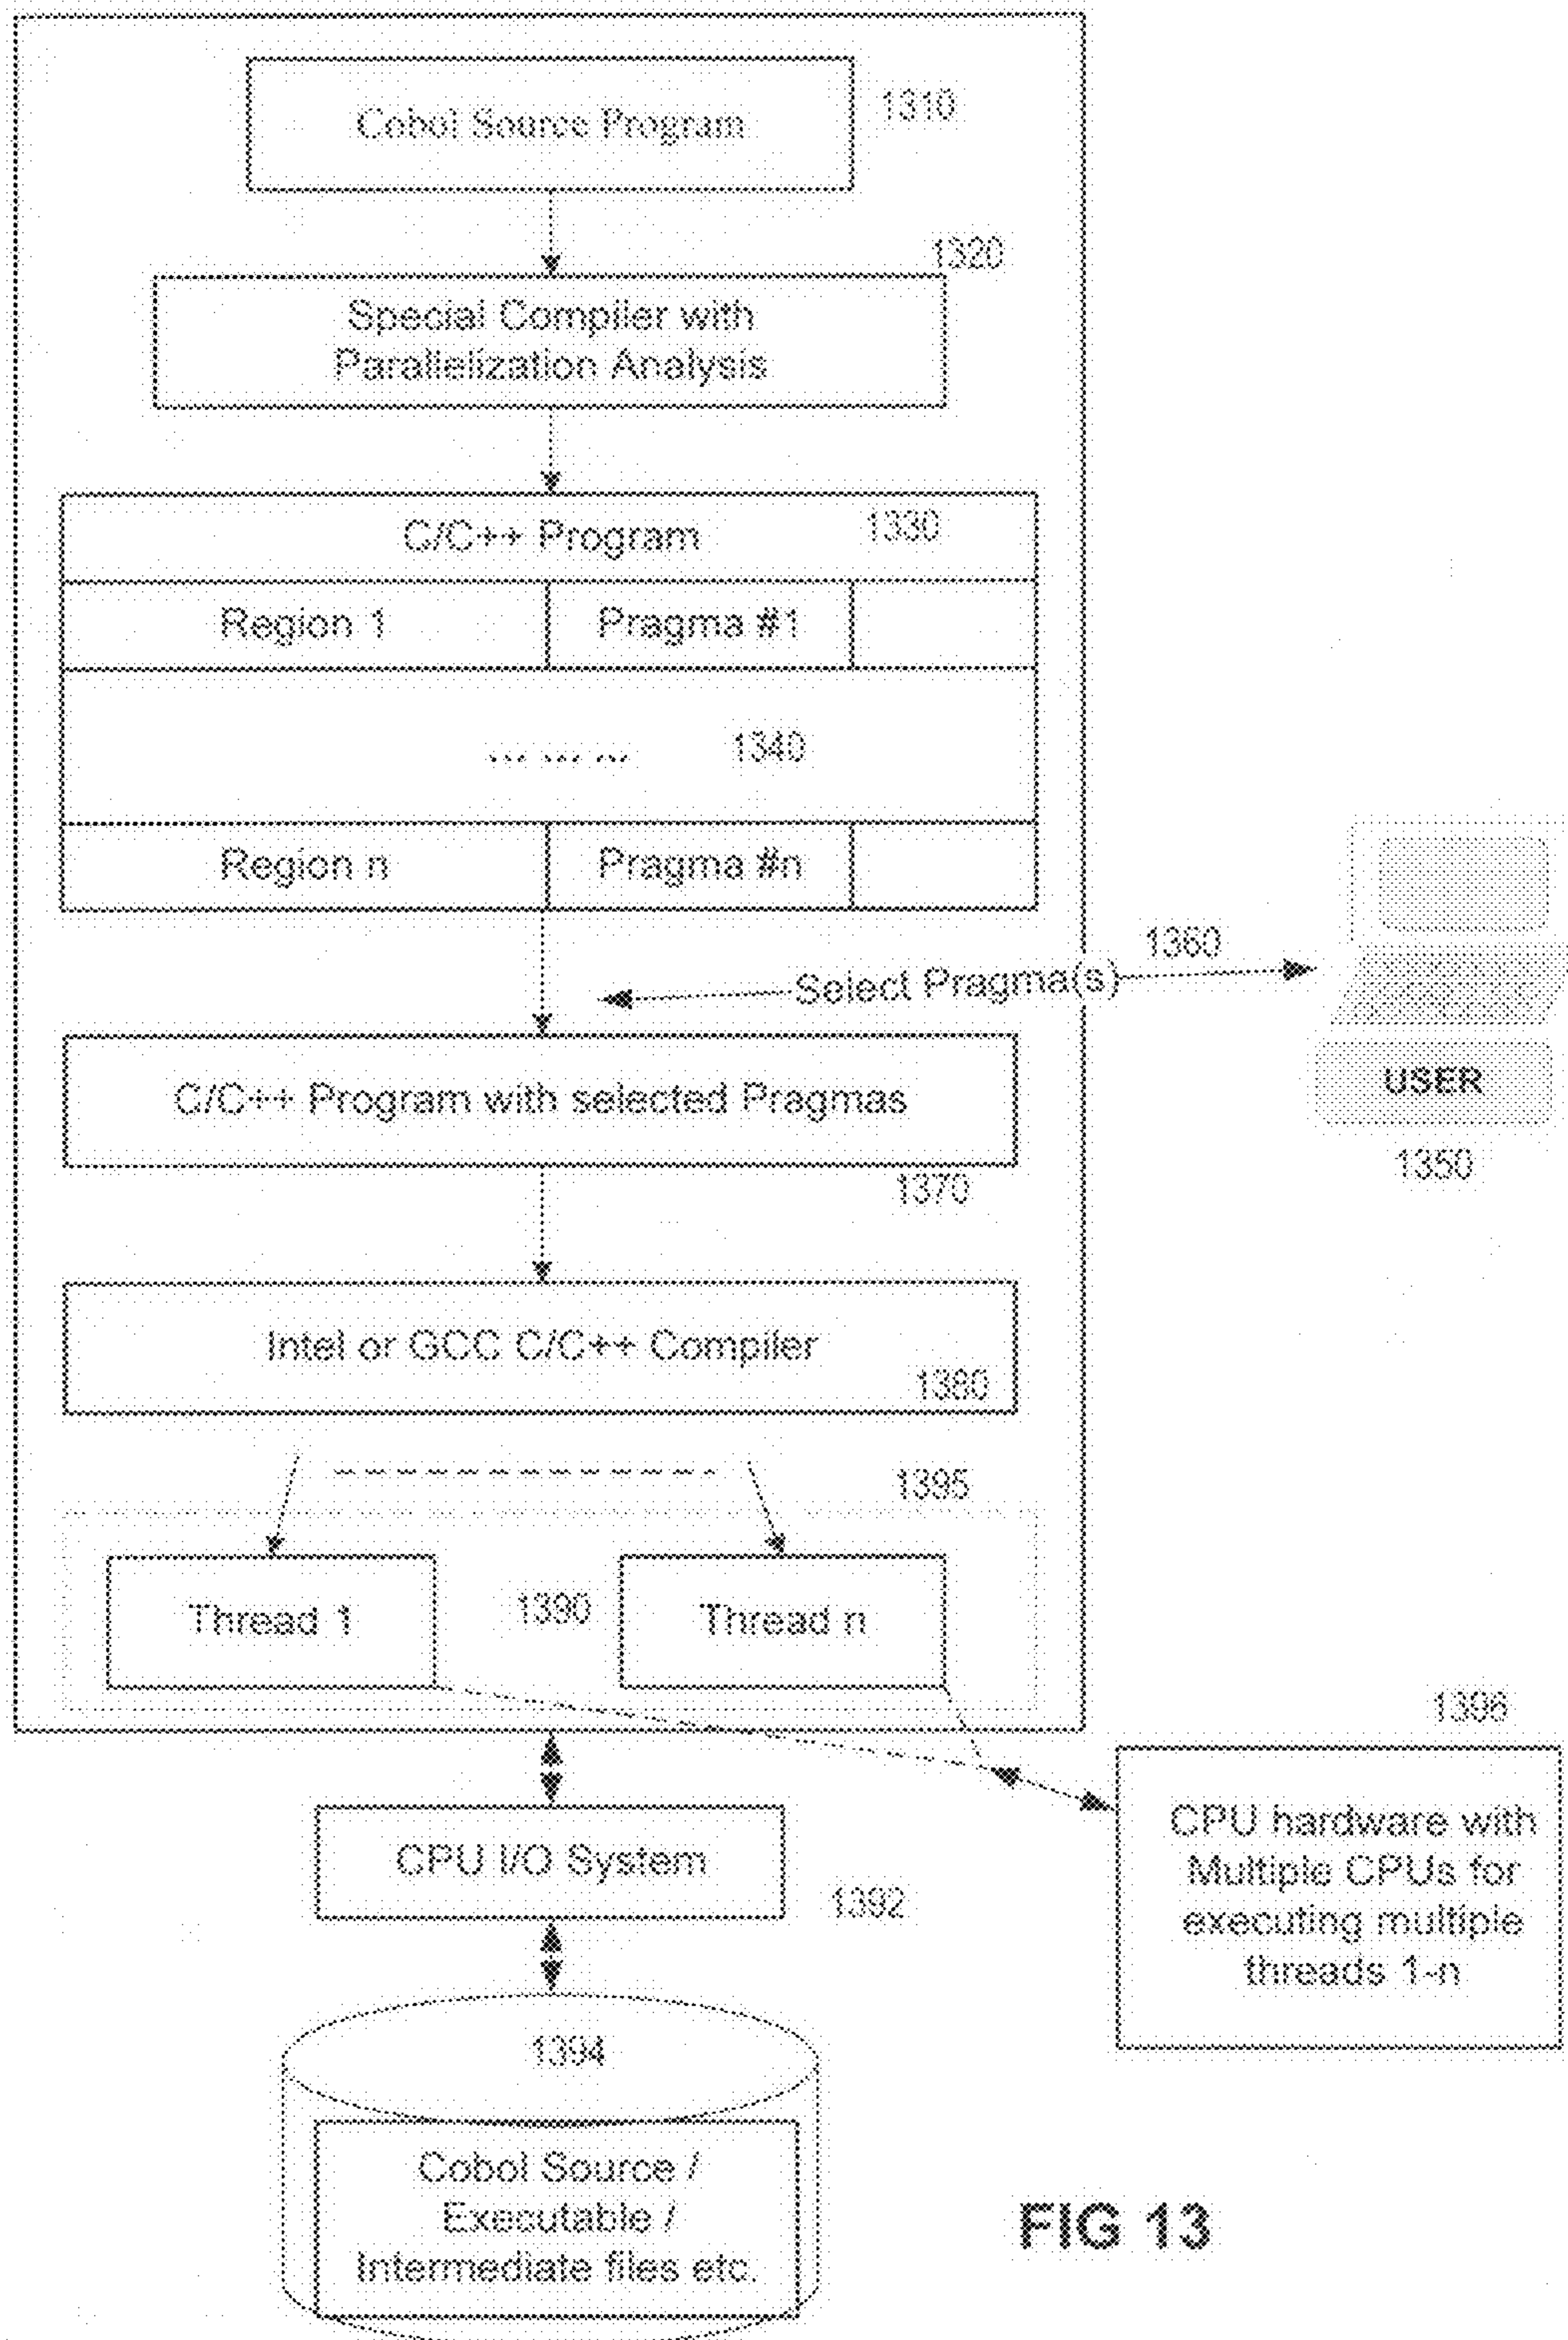 Cobol Source Program
1310
1320
Special Compiler with
Parallelization Analysis
C/C++ Program
1330
Region 1
Pragma #1
... ... ...
1340
Region n
Pragma #n
1360
Select Pragma(s)
USER
1350
C/C++ Program with selected Pragmas
1370
Intel or GCC C/C++ Compiler
1380
1395
Thread 1
1390
Thread n
1396
CPU hardware with
Multiple CPUs for
executing multiple
threads 1-n
CPU I/O System
1392
1394
Cobol Source /
Executable /
Intermediate files etc.
FIG 13